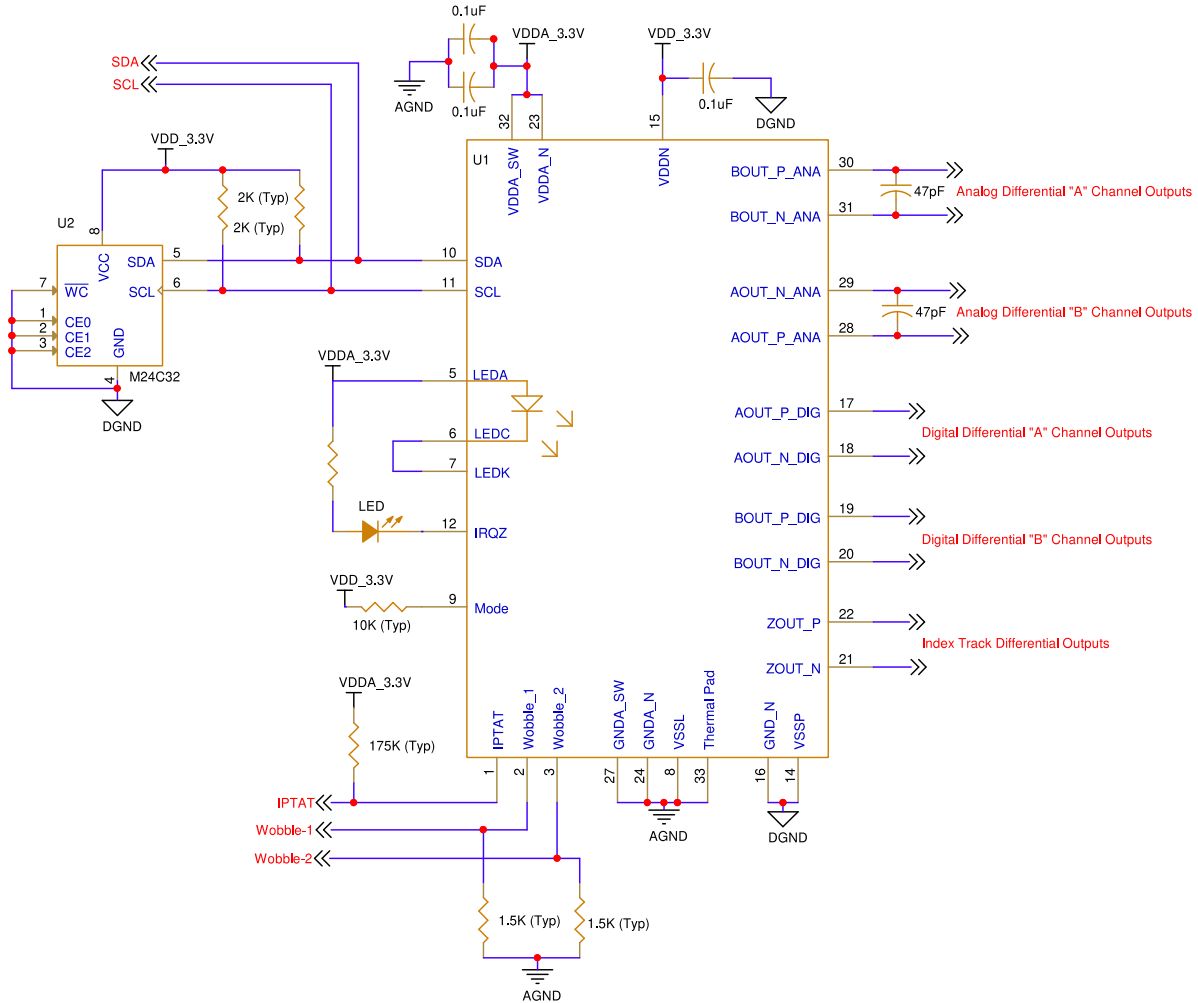 0.1uF
VDDA_3.3V
VDD_3.3V
SDA
SCL
AGND
0.1uF
0.1uF
DGND
32
23
15
VDD_3.3V
U1
VDDA_SW
VDDA_N
VDDN
BOUT_P_ANA
30
47pF
Analog Differential "A" Channel Outputs
BOUT_N_ANA
31
2K (Typ)
2K (Typ)
U2
8
VCC
SDA
5
10
SDA
SCL
6
11
SCL
7
WC
1
CE0
2
CE1
3
CE2
GND
4
M24C32
DGND
AOUT_N_ANA
29
47pF
Analog Differential "B" Channel Outputs
AOUT_P_ANA
28
VDDA_3.3V
5
LEDA
6
LEDC
7
LEDK
LED
12
IRQZ
VDD_3.3V
9
Mode
10K (Typ)
AOUT_P_DIG
17
Digital Differential "A" Channel Outputs
AOUT_N_DIG
18
BOUT_P_DIG
19
Digital Differential "B" Channel Outputs
BOUT_N_DIG
20
ZOUT_P
22
Index Track Differential Outputs
ZOUT_N
21
VDDA_3.3V
175K (Typ)
IPTAT
Wobble_1
Wobble_2
GNDA_SW
GNDA_N
VSSL
Thermal Pad
GND_N
VSSP
1
2
3
27
24
8
33
16
14
IPTAT
Wobble-1
Wobble-2
AGND
DGND
1.5K (Typ)
1.5K (Typ)
AGND